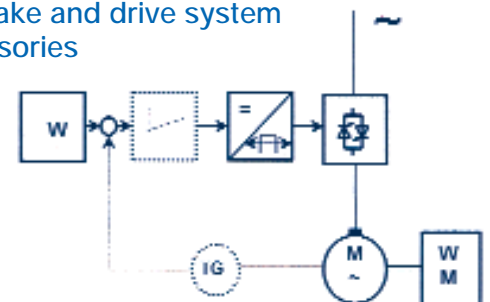 ake and drive system
sories
~
W
=
M
~
IG
W
M